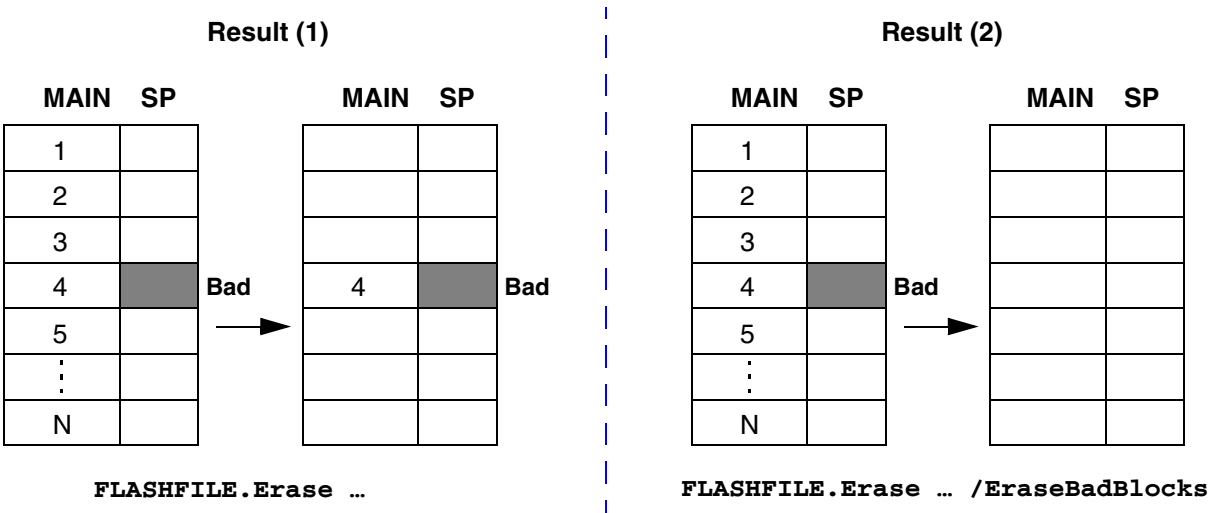 Result (1)
MAIN SP
1
2
3
4 Bad
5
N
MAIN SP
4 Bad
FLASHFILE.Erase …
Result (2)
MAIN SP
1
2
3
4 Bad
5
N
MAIN SP
FLASHFILE.Erase … /EraseBadBlocks